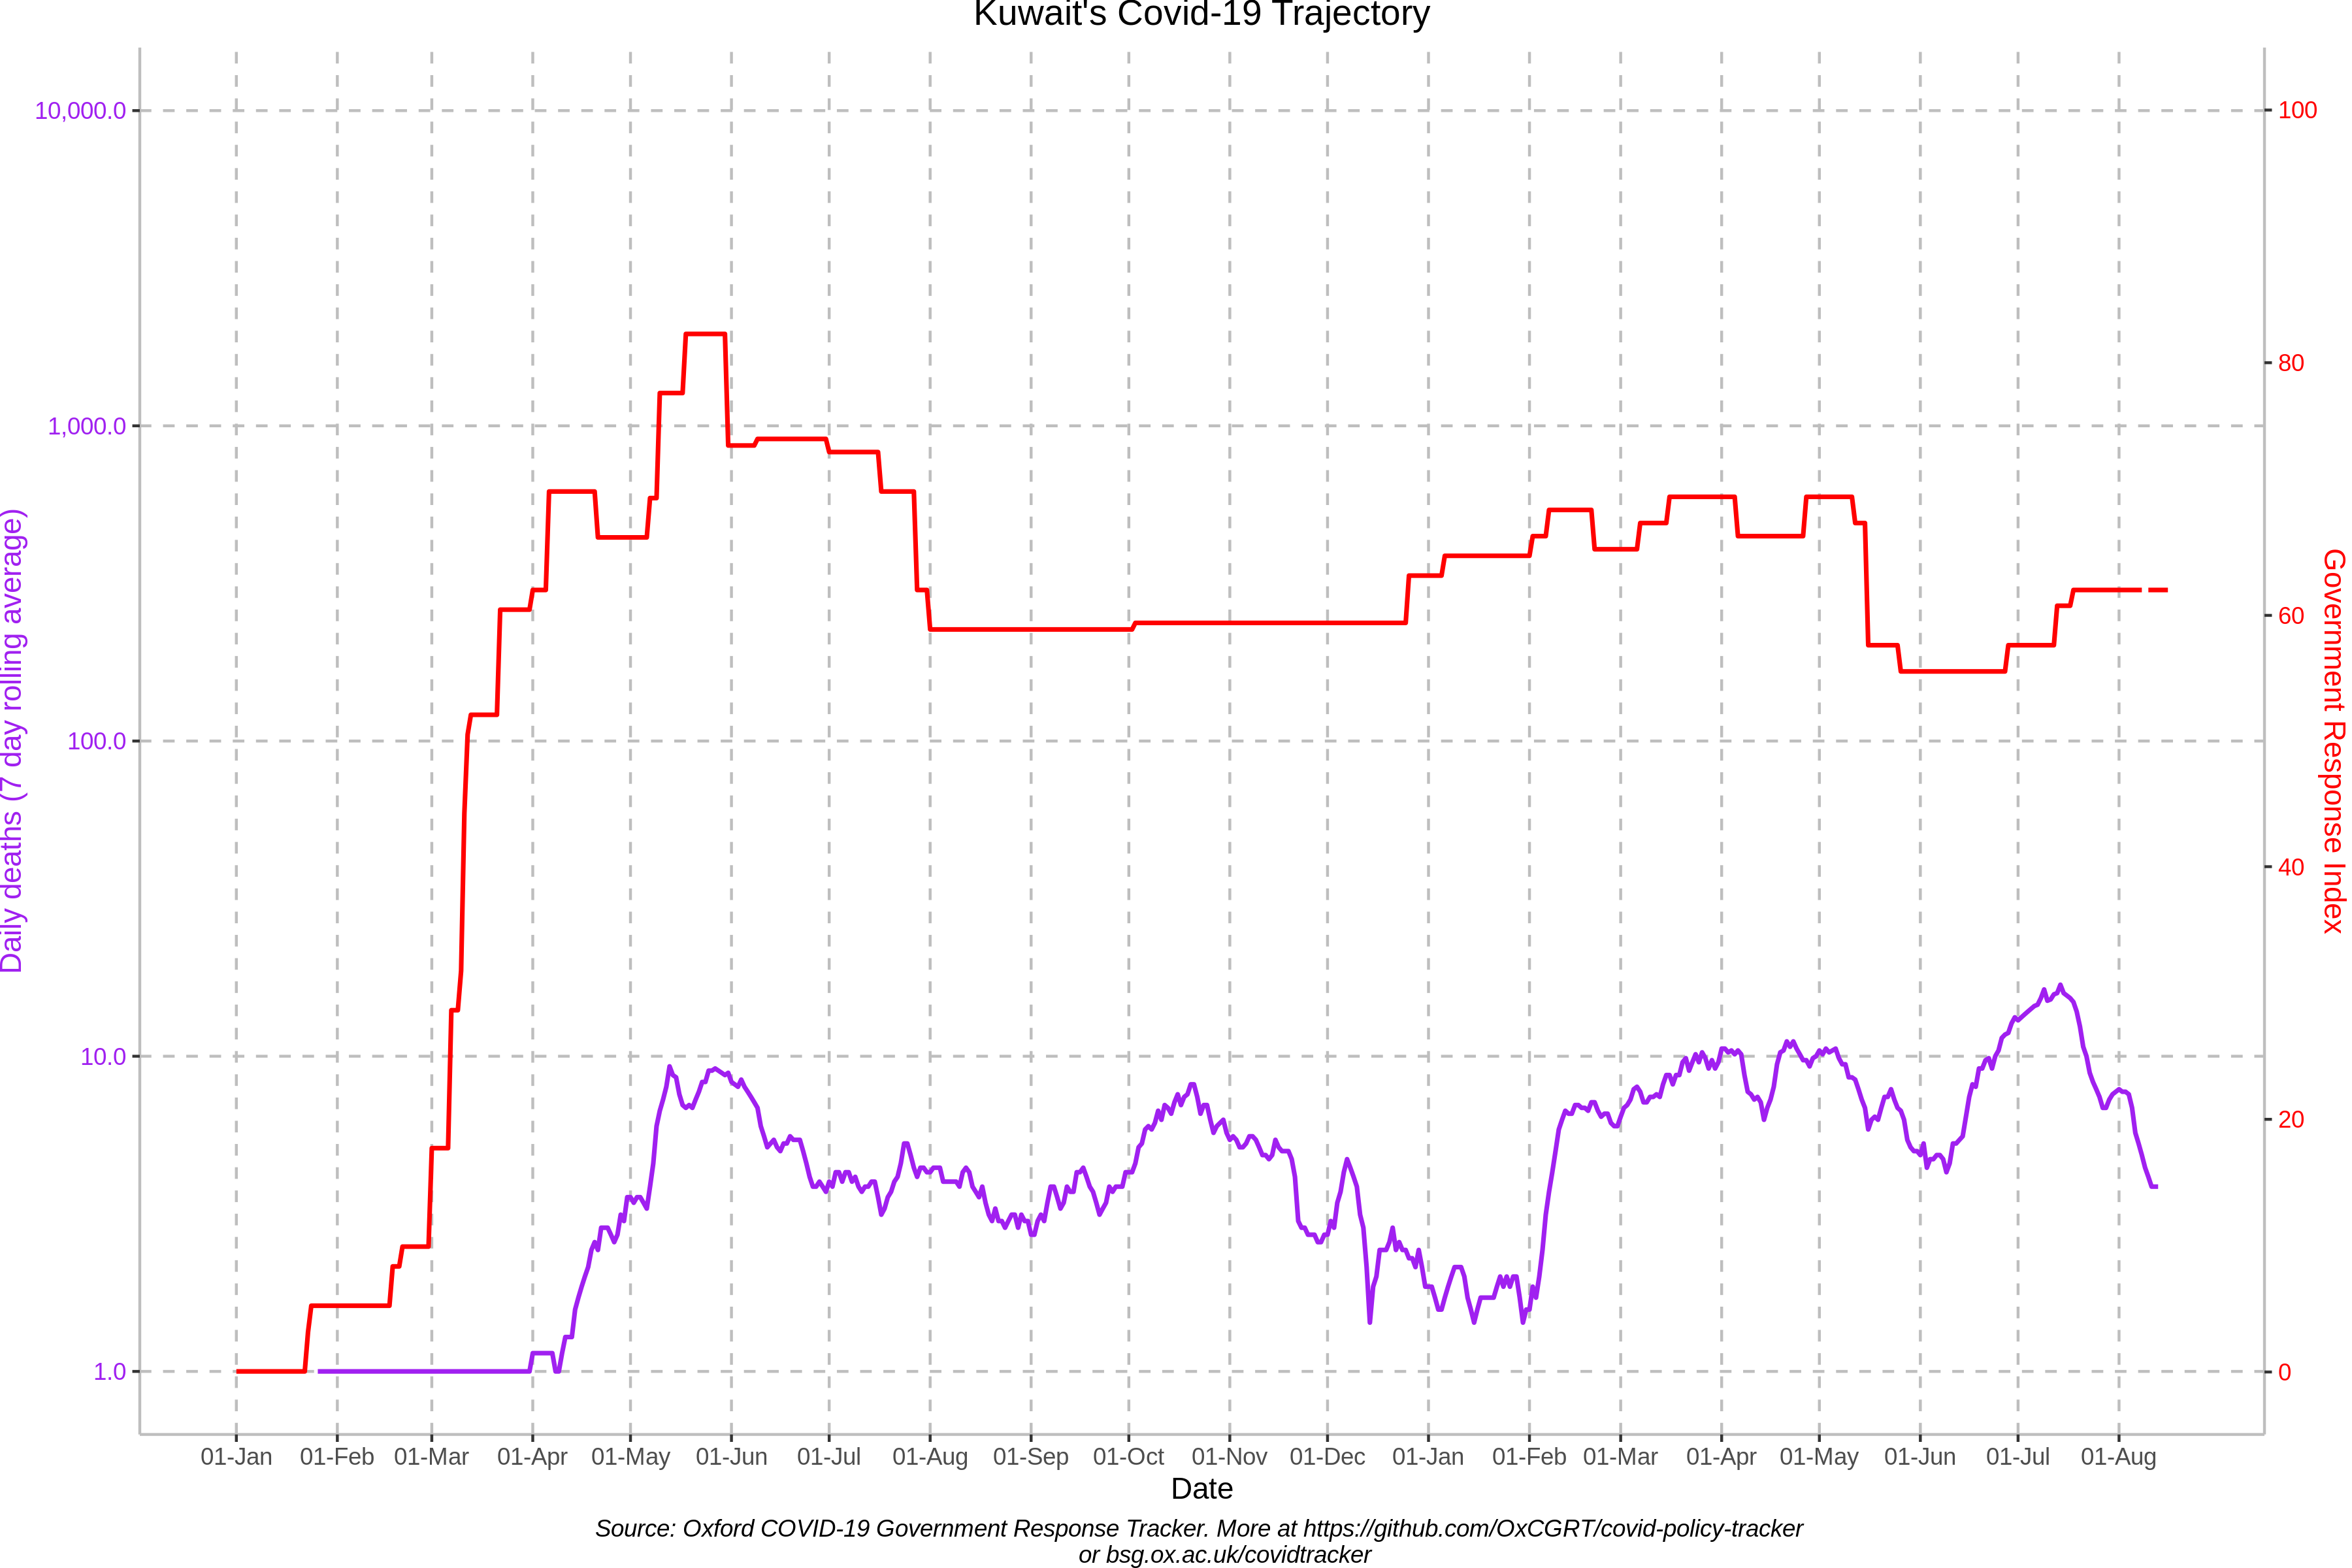 Kuwait's Covid-19 Trajectory
10,000.0
1,000.0
100.0
10.0
1.0
Daily deaths (7 day rolling average)
100
80
60
40
20
0
Government Response Index
01-Jan 01-Feb 01-Mar 01-Apr 01-May 01-Jun 01-Jul 01-Aug 01-Sep 01-Oct 01-Nov 01-Dec 01-Jan 01-Feb 01-Mar 01-Apr 01-May 01-Jun 01-Jul 01-Aug
Date
Source: Oxford COVID-19 Government Response Tracker. More at https://github.com/OxCGRT/covid-policy-tracker
or bsg.ox.ac.uk/covidtracker